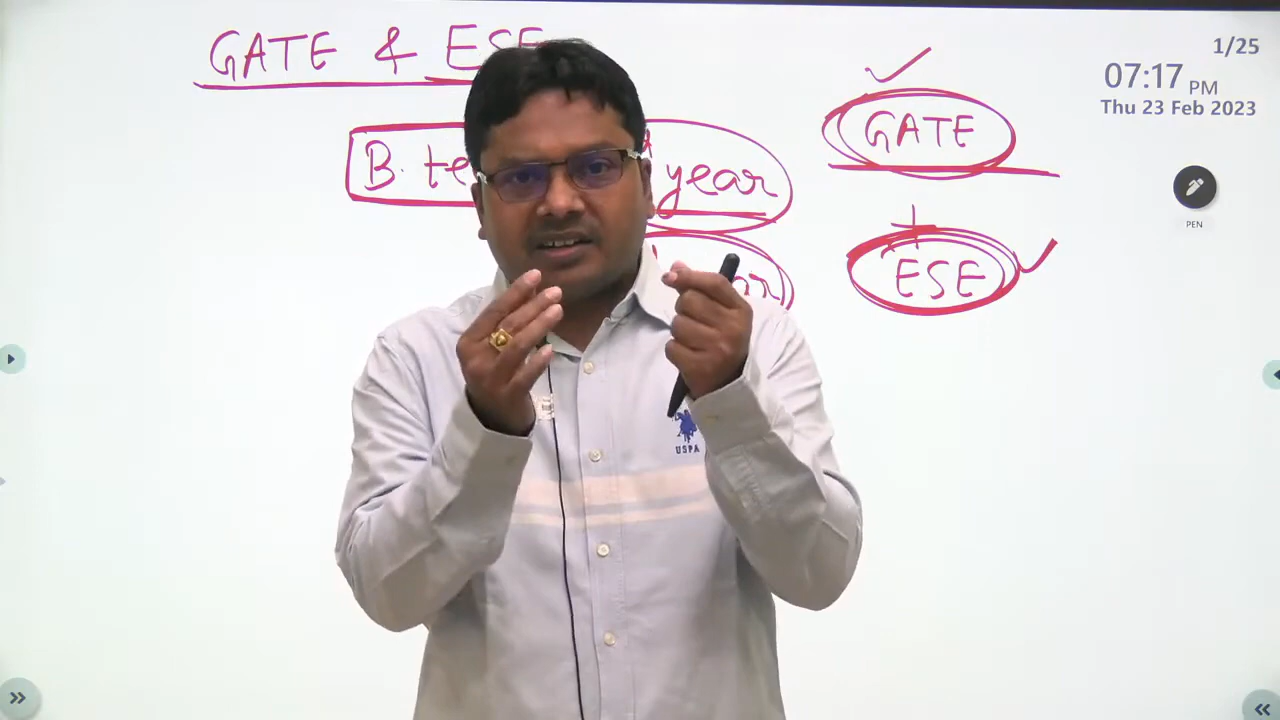 GATE & ESE
1/25
07:17 PM
Thu 23 Feb 2023
GATE
B. te
year
+
ESE
PEN
USPA